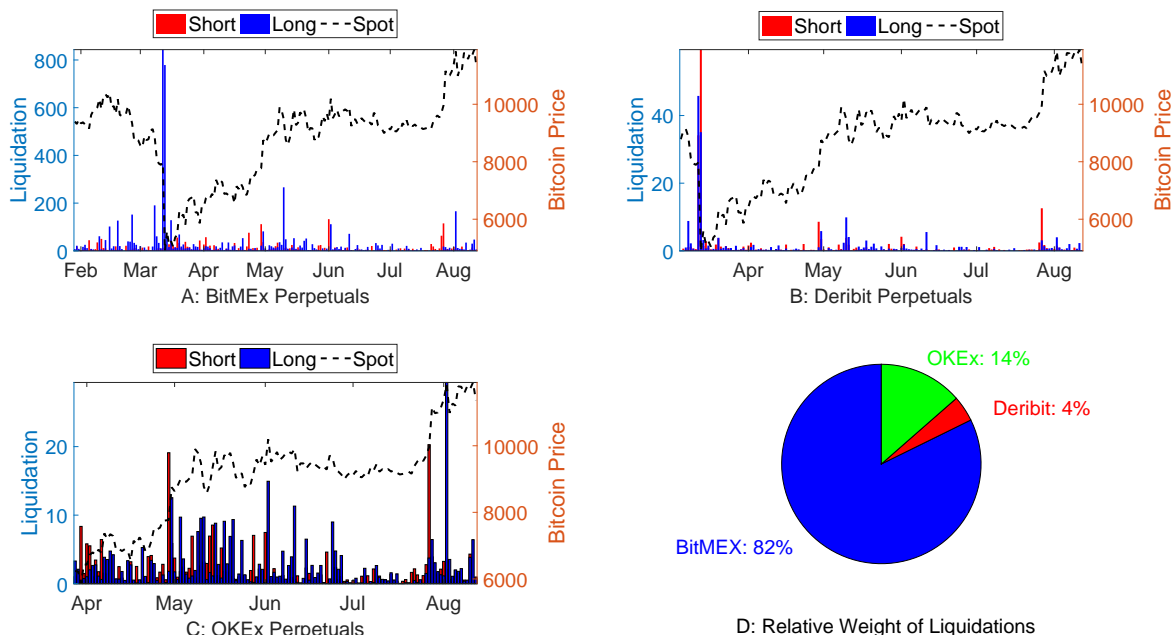 Short Long Spot
Liquidation
800
600
400
200
0
Bitcoin Price
10000
8000
6000
Feb Mar Apr May Jun Jul Aug
A: BitMEx Perpetuals
Short Long Spot
Liquidation
40
20
0
Bitcoin Price
10000
8000
6000
Apr May Jun Jul Aug
B: Deribit Perpetuals
Short Long Spot
Liquidation
20
10
0
Bitcoin Price
10000
8000
6000
Apr May Jun Jul Aug
C: OKEx Perpetuals
OKEx: 14%
Deribit: 4%
BitMEX: 82%
D: Relative Weight of Liquidations